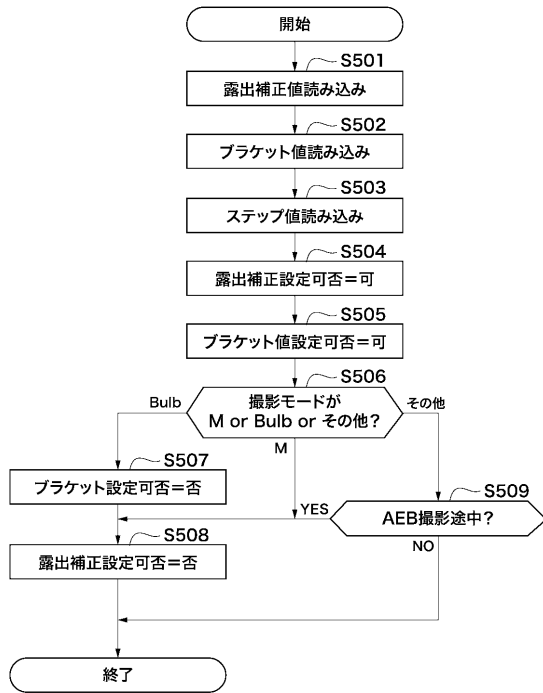 開始
S501
露出補正値読み込み
S502
ブラケット値読み込み
S503
ステップ値読み込み
S504
露出補正設定可否=可
S505
ブラケット値設定可否=可
S506
撮影モードが
M or Bulb or その他?
Bulb
その他
M
S507
ブラケット設定可否=否
S509
AEB撮影途中?
YES
NO
S508
露出補正設定可否=否
終了